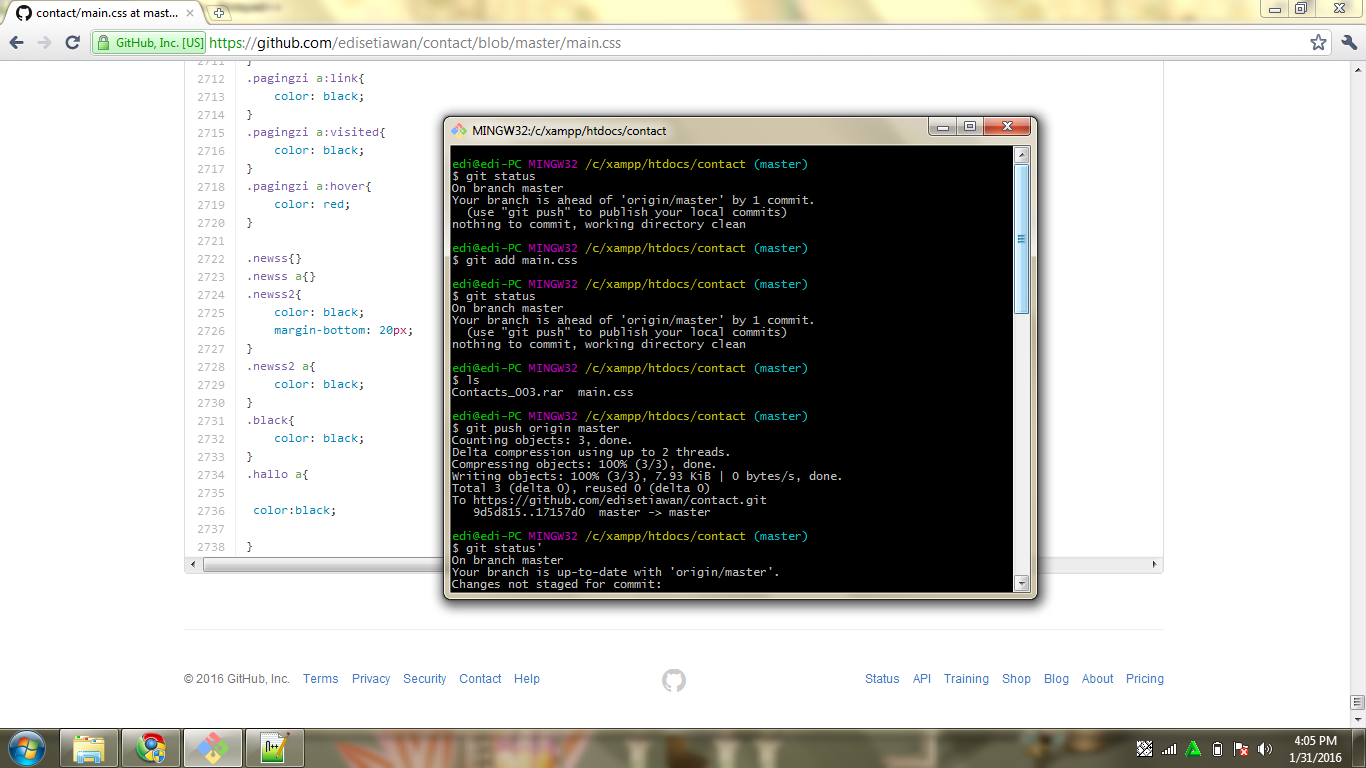 contact/main.css at mast...
GitHub, Inc. [US]
https://github.com/edisetiawan/contact/blob/master/main.css
2711 }
2712 .pagingzi a:link{
2713 color: black;
2714 }
2715 .pagingzi a:visited{
2716 color: black;
2717 }
2718 .pagingzi a:hover{
2719 color: red;
2720 }
2721
2722 .newss{}
2723 .newss a{}
2724 .newss2{
2725 color: black;
2726 margin-bottom: 20px;
2727 }
2728 .newss2 a{
2729 color: black;
2730 }
2731 .black{
2732 color: black;
2733 }
2734 .hallo a{
2735
2736 color:black;
2737
2738 }
MINGW32:/c/xampp/htdocs/contact
edi@edi-PC MINGW32 /c/xampp/htdocs/contact (master)
$ git status
On branch master
Your branch is ahead of 'origin/master' by 1 commit.
(use "git push" to publish your local commits)
nothing to commit, working directory clean
edi@edi-PC MINGW32 /c/xampp/htdocs/contact (master)
$ git add main.css
edi@edi-PC MINGW32 /c/xampp/htdocs/contact (master)
$ git status
On branch master
Your branch is ahead of 'origin/master' by 1 commit.
(use "git push" to publish your local commits)
nothing to commit, working directory clean
edi@edi-PC MINGW32 /c/xampp/htdocs/contact (master)
$ ls
Contacts_003.rar main.css
edi@edi-PC MINGW32 /c/xampp/htdocs/contact (master)
$ git push origin master
Counting objects: 3, done.
Delta compression using up to 2 threads.
Compressing objects: 100% (3/3), done.
Writing objects: 100% (3/3), 7.93 KiB | 0 bytes/s, done.
Total 3 (delta 0), reused 0 (delta 0)
To https://github.com/edisetiawan/contact.git
9d5d815..17157d0 master -> master
edi@edi-PC MINGW32 /c/xampp/htdocs/contact (master)
$ git status'
On branch master
Your branch is up-to-date with 'origin/master'.
Changes not staged for commit:
© 2016 GitHub, Inc. Terms Privacy Security Contact Help
Status API Training Shop Blog About Pricing
4:05 PM
1/31/2016